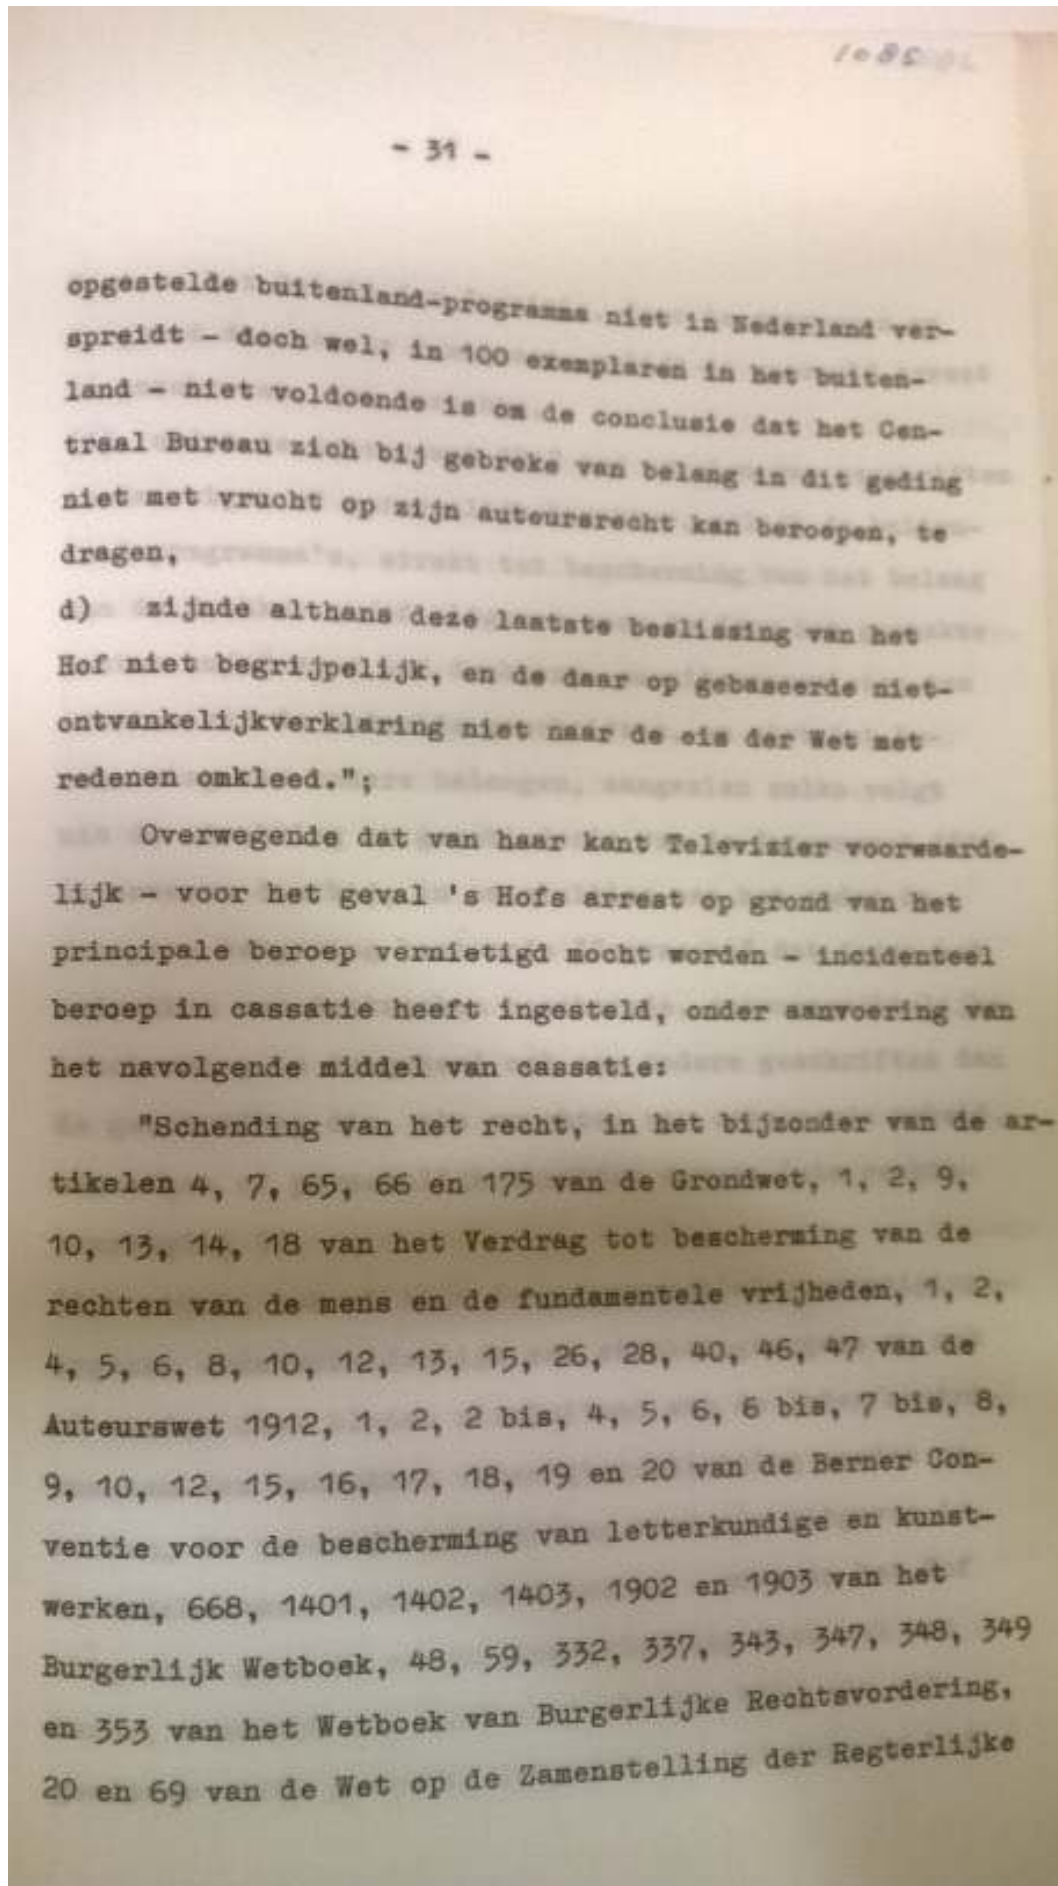 1085
- 31 -
opgestelde buitenland-programma niet in Nederland ver-
spreidt - doch wel, in 100 exemplaren in het buiten-
land - niet voldoende is om de conclusie dat het Cen-
traal Bureau zich bij gebreke van belang in dit geding
niet met vrucht op zijn auteursrecht kan beroepen, te
dragen,
d) zijnde althans deze laatste beslissing van het
Hof niet begrijpelijk, en de daar op gebaseerde niet-
ontvankelijkverklaring niet naar de eis der Wet met
redenen omkleed.";
Overwegende dat van haar kant Televizier voorwaarde-
lijk - voor het geval 's Hofs arrest op grond van het
principale beroep vernietigd mocht worden - incidenteel
beroep in cassatie heeft ingesteld, onder aanvoering van
het navolgende middel van cassatie:
"Schending van het recht, in het bijzonder van de ar-
tikelen 4, 7, 65, 66 en 175 van de Grondwet, 1, 2, 9,
10, 13, 14, 18 van het Verdrag tot bescherming van de
rechten van de mens en de fundamentele vrijheden, 1, 2,
4, 5, 6, 8, 10, 12, 13, 15, 26, 28, 40, 46, 47 van de
Auteurswet 1912, 1, 2, 2 bis, 4, 5, 6, 6 bis, 7 bis, 8,
9, 10, 12, 15, 16, 17, 18, 19 en 20 van de Berner Con-
ventie voor de bescherming van letterkundige en kunst-
werken, 668, 1401, 1402, 1403, 1902 en 1903 van het
Burgerlijk Wetboek, 48, 59, 332, 337, 343, 347, 348, 349
en 353 van het Wetboek van Burgerlijke Rechtsvordering,
20 en 69 van de Wet op de Zamenstelling der Regterlijke